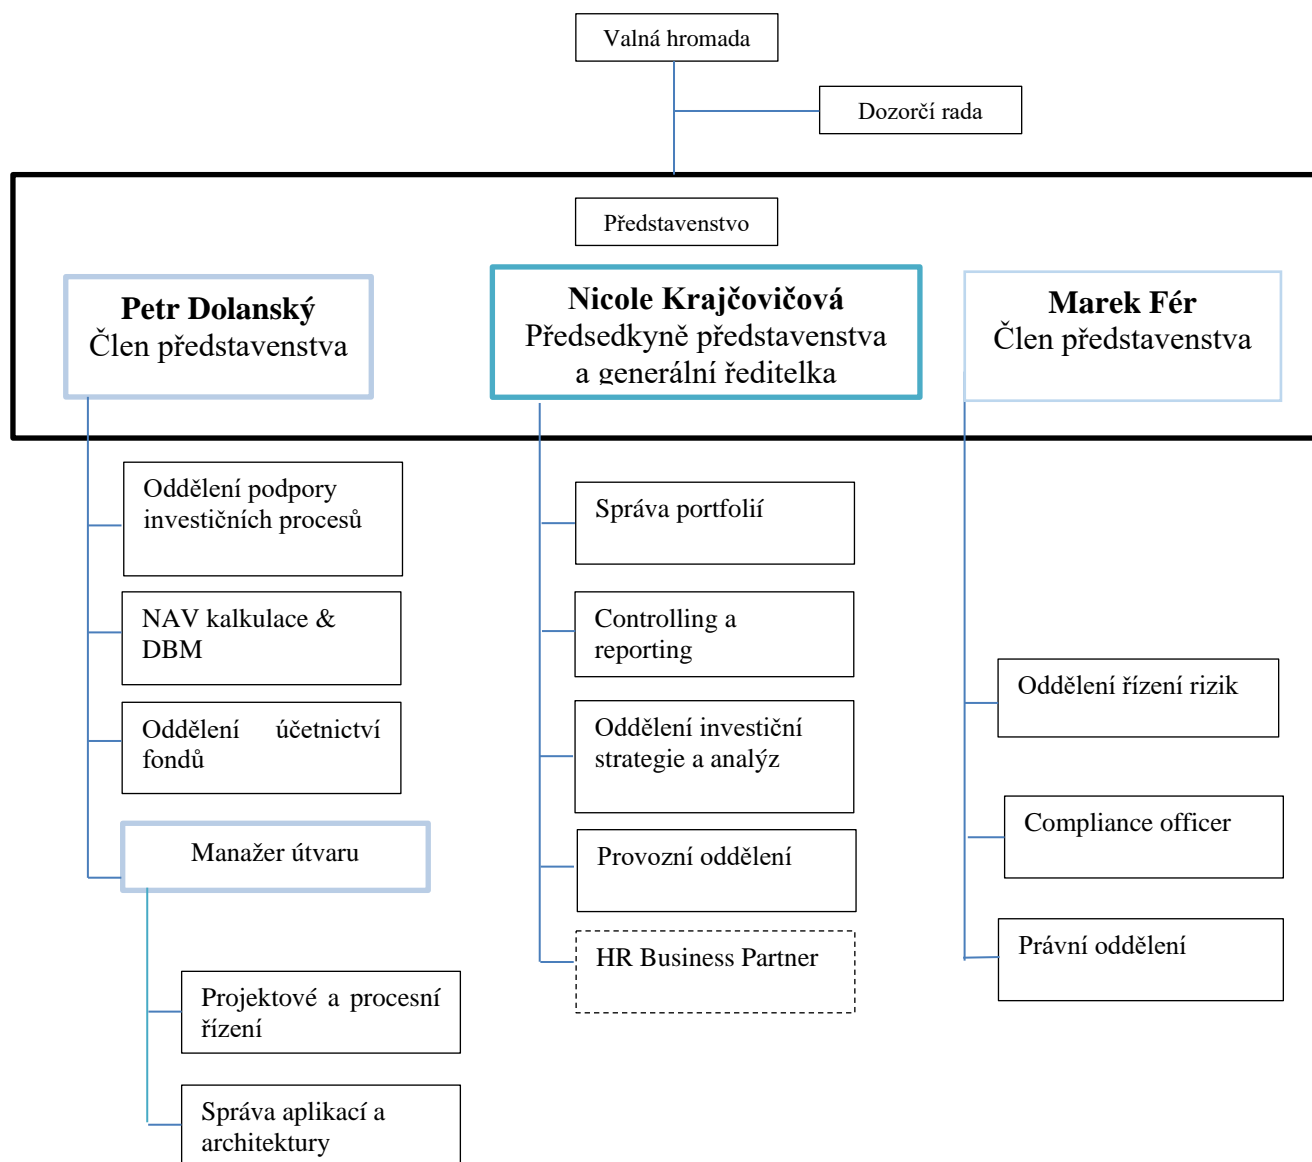 Valná hromada
Dozorčí rada
Představenstvo
Petr Dolanský
Člen představenstva
Nicole Krajčovičová
Předsedkyně představenstva
a generální ředitelka
Marek Fér
Člen představenstva
Oddělení podpory
investičních procesů
NAV kalkulace &
DBM
Oddělení účetnictví
fondů
Manažer útvaru
Projektové a procesní
řízení
Správa aplikací a
architektury
Správa portfolií
Controlling a
reporting
Oddělení investiční
strategie a analýz
Provozní oddělení
HR Business Partner
Oddělení řízení rizik
Compliance officer
Právní oddělení